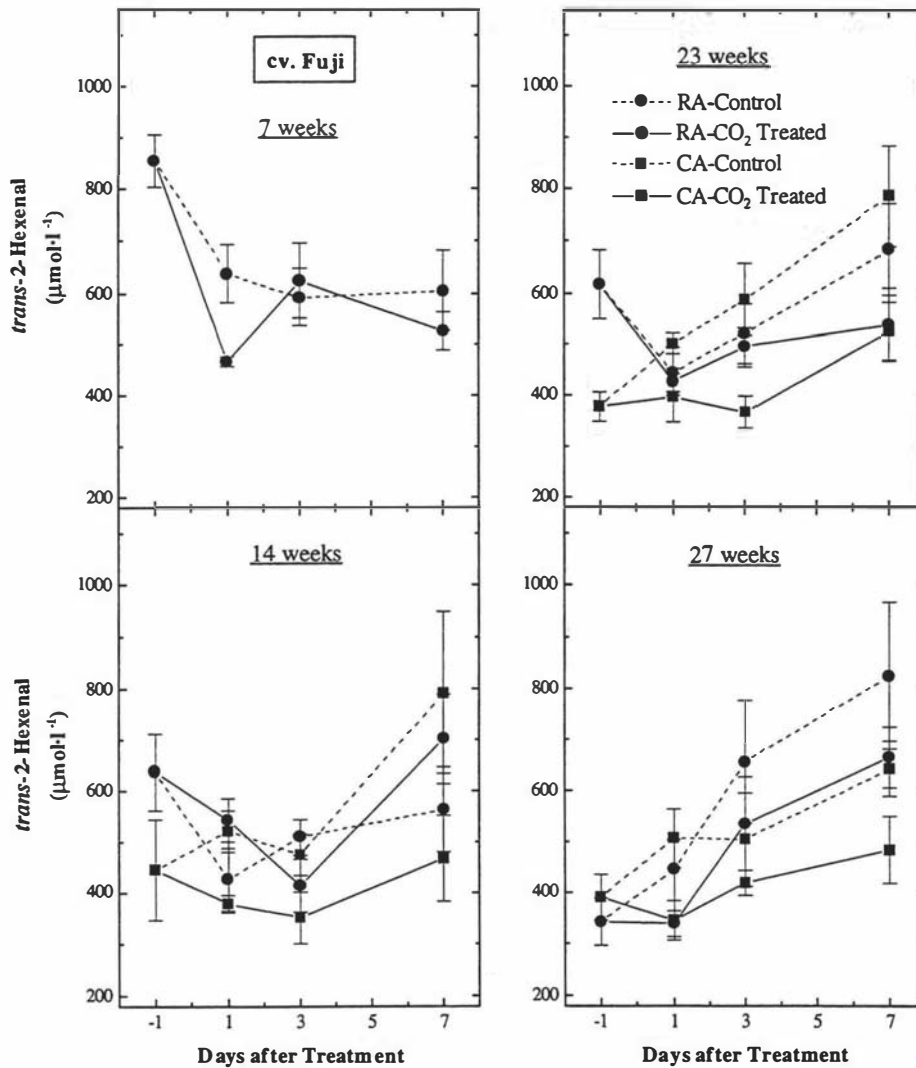 cv. Fuji
7 weeks
1000
800
600
400
200
trans-2-Hexenal
(μmol·l⁻¹)
23 weeks
RA-Control
RA-CO₂ Treated
CA-Control
CA-CO₂ Treated
1000
800
600
400
200
14 weeks
1000
800
600
400
200
trans-2-Hexenal
(μmol·l⁻¹)
-1 1 3 5 7
Days after Treatment
27 weeks
1000
800
600
400
200
-1 1 3 5 7
Days after Treatment